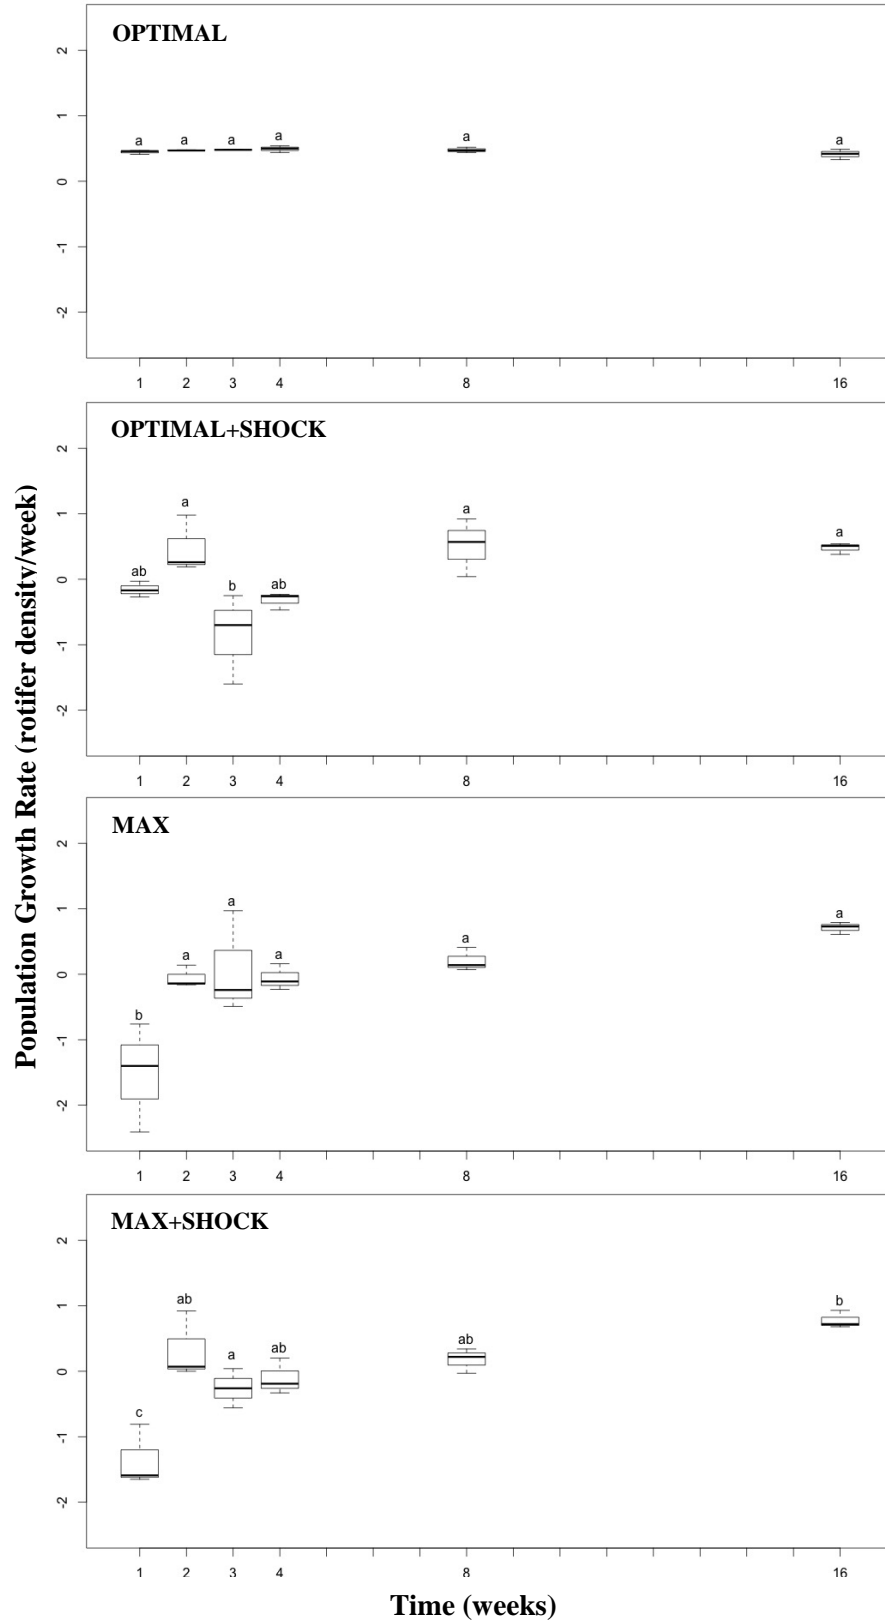 Population Growth Rate (rotifer density/week)
OPTIMAL
2
1
0
-1
-2
a a a a a a
1 2 3 4 8 16
OPTIMAL+SHOCK
2
1
0
-1
-2
ab a b ab a a
1 2 3 4 8 16
MAX
2
1
0
-1
-2
b a a a a a
1 2 3 4 8 16
MAX+SHOCK
2
1
0
-1
-2
c ab a ab ab b
1 2 3 4 8 16
Time (weeks)